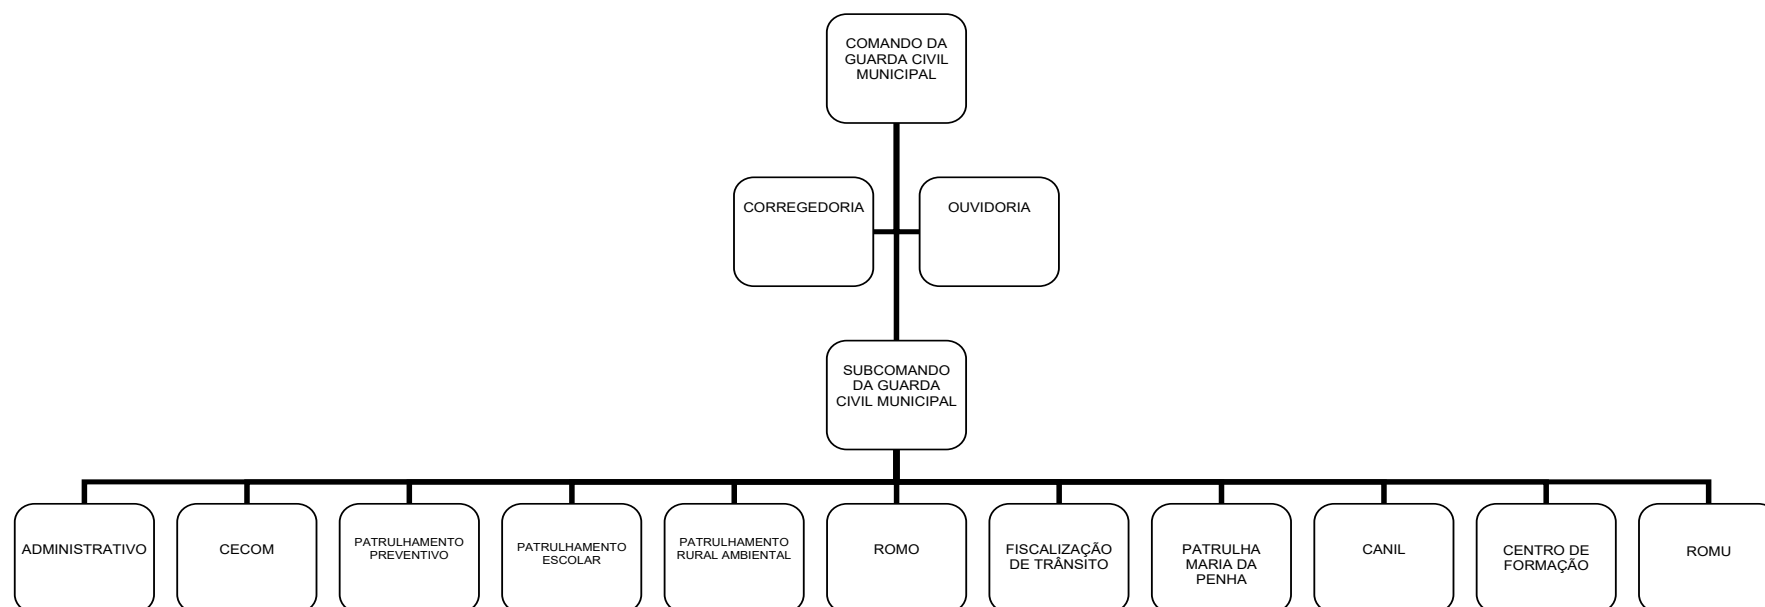 COMANDO DA
GUARDA CIVIL
MUNICIPAL
CORREGEDORIA
OUVIDORIA
SUBCOMANDO
DA GUARDA
CIVIL MUNICIPAL
ADMINISTRATIVO
CECOM
PATRULHAMENTO
PREVENTIVO
PATRULHAMENTO
ESCOLAR
PATRULHAMENTO
RURAL AMBIENTAL
ROMO
FISCALIZAÇÃO
DE TRÂNSITO
PATRULHA
MARIA DA
PENHA
CANIL
CENTRO DE
FORMAÇÃO
ROMU